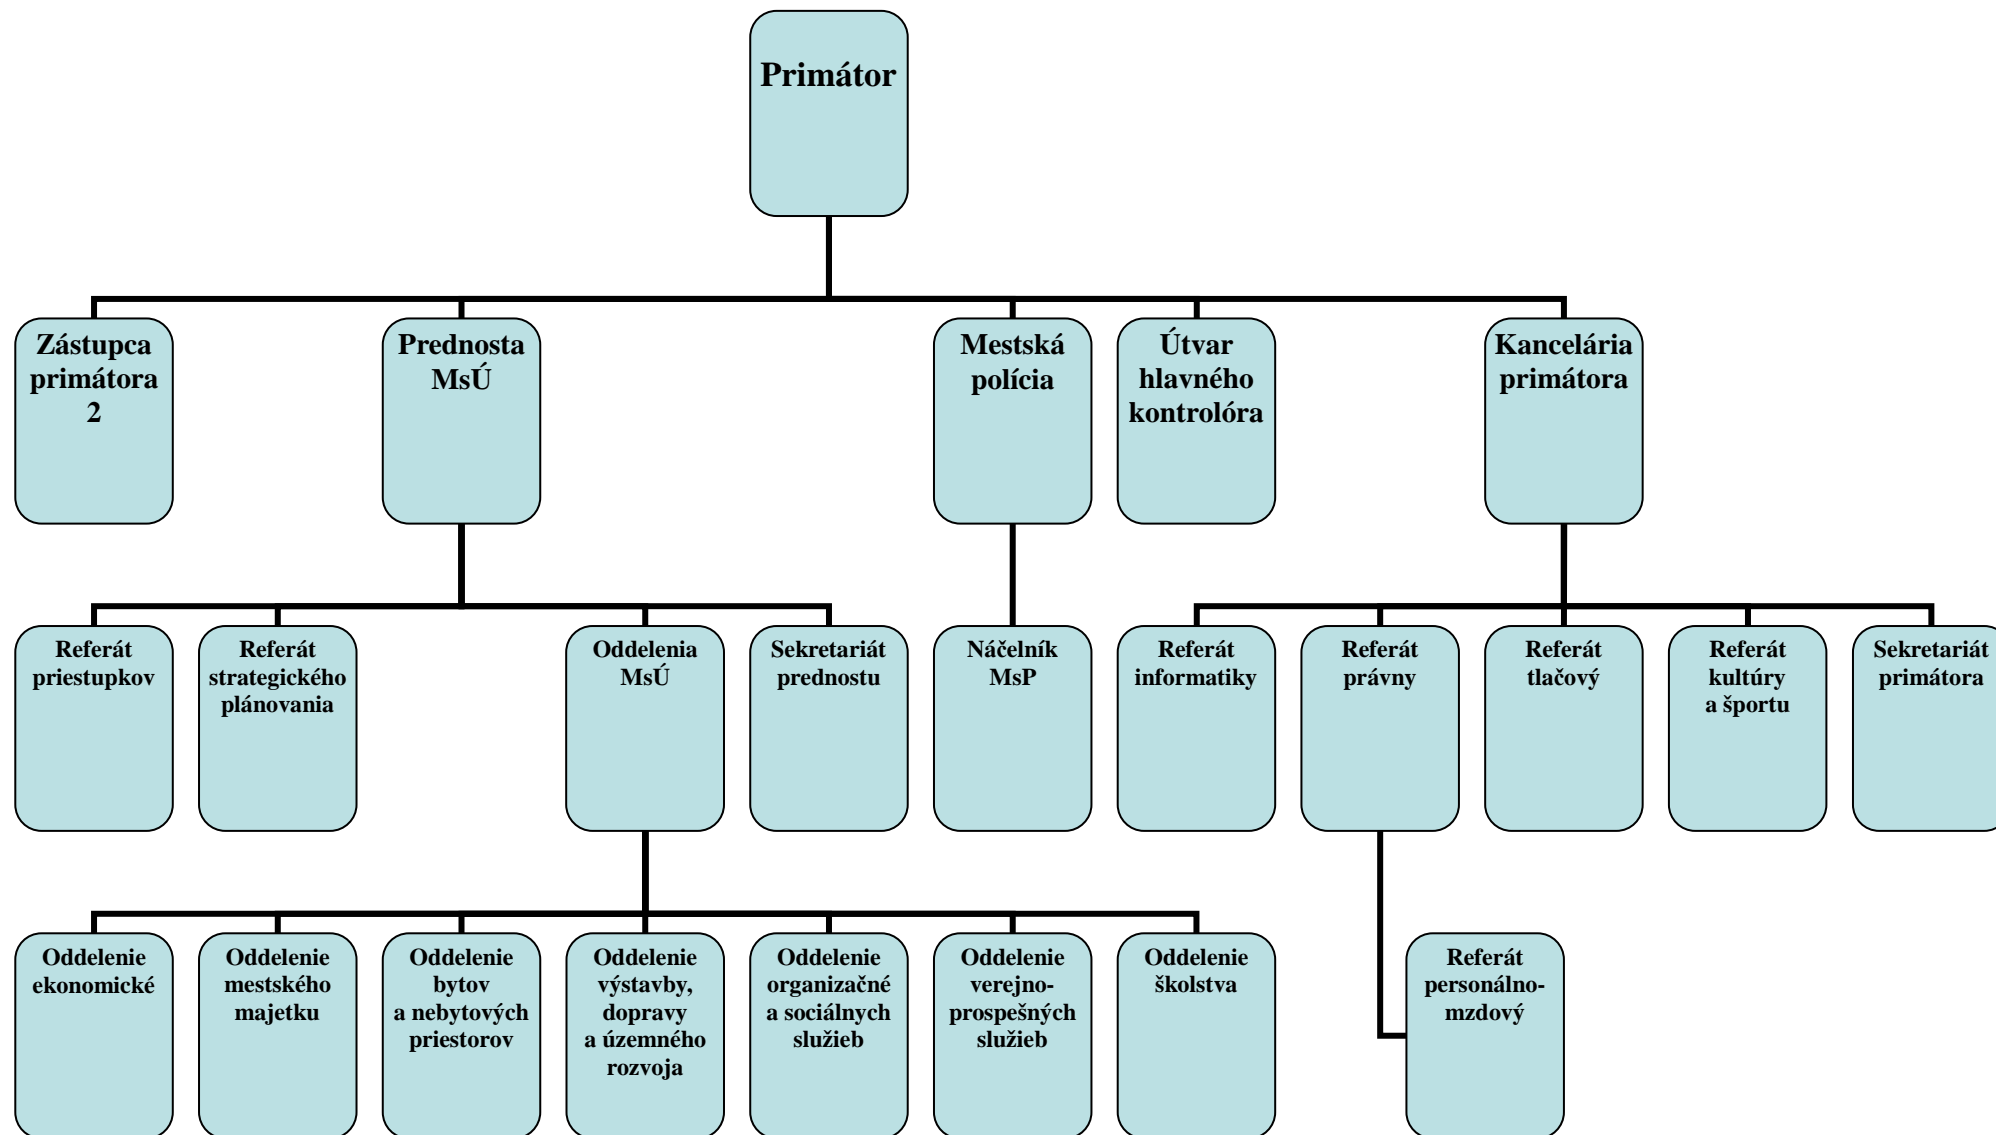 Primátor
Zástupca
primátora
2
Prednosta
MsÚ
Mestská
polícia
Útvar
hlavného
kontrolóra
Kancelária
primátora
Referát
priestupkov
Referát
strategického
plánovania
Oddelenia
MsÚ
Sekretariát
prednostu
Náčelník
MsP
Referát
informatiky
Referát
právny
Referát
tlačový
Referát
kultúry
a športu
Sekretariát
primátora
Oddelenie
ekonomické
Oddelenie
mestského
majetku
Oddelenie
bytov
a nebytových
priestorov
Oddelenie
výstavby,
dopravy
a územného
rozvoja
Oddelenie
organizačné
a sociálnych
služieb
Oddelenie
verejno-
prospešných
služieb
Oddelenie
školstva
Referát
personálno-
mzdový